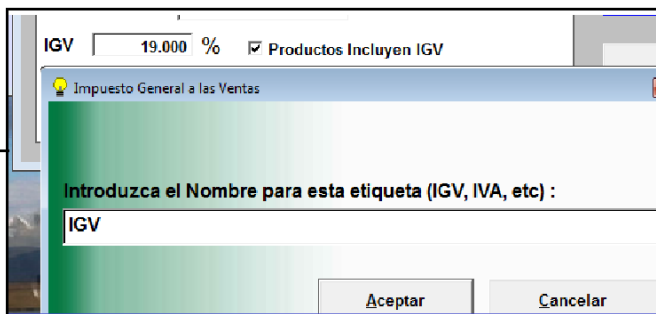 IGV 19.000 % Productos Incluyen IGV
Impuesto General a las Ventas
Introduzca el Nombre para esta etiqueta (IGV, IVA, etc) :
IGV
Aceptar Cancelar